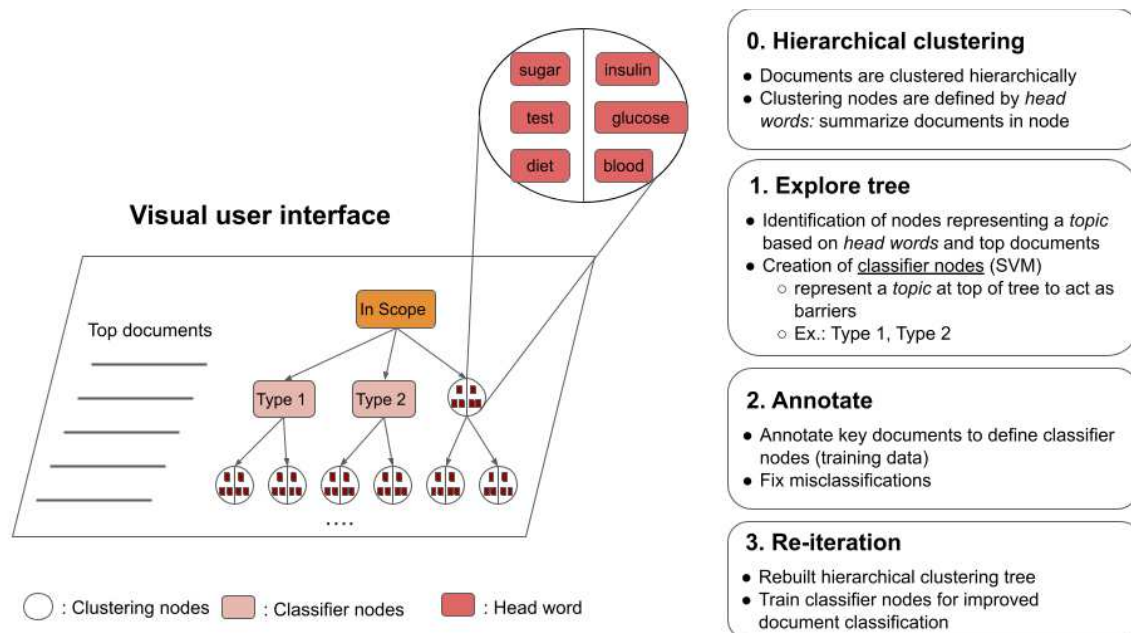 sugar
insulin
test
glucose
diet
blood
Visual user interface
In Scope
Top documents
Type 1
Type 2
....
: Clustering nodes
: Classifier nodes
: Head word
0. Hierarchical clustering
● Documents are clustered hierarchically
● Clustering nodes are defined by head
words: summarize documents in node
1. Explore tree
● Identification of nodes representing a topic
based on head words and top documents
● Creation of classifier nodes (SVM)
○ represent a topic at top of tree to act as
barriers
○ Ex.: Type 1, Type 2
2. Annotate
● Annotate key documents to define classifier
nodes (training data)
● Fix misclassifications
3. Re-iteration
● Rebuilt hierarchical clustering tree
● Train classifier nodes for improved
document classification